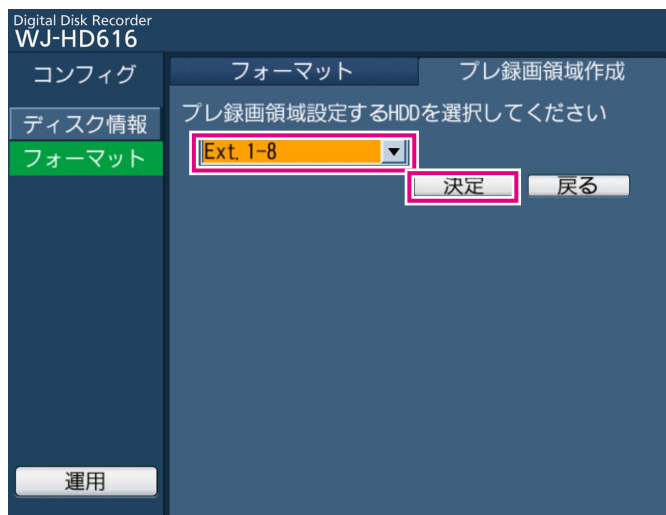 Digital Disk Recorder
WJ-HD616
コンフィグ
フォーマット
プレ録画領域作成
ディスク情報
フォーマット
プレ録画領域設定するHDDを選択してください
Ext. 1-8
決定
戻る
運用